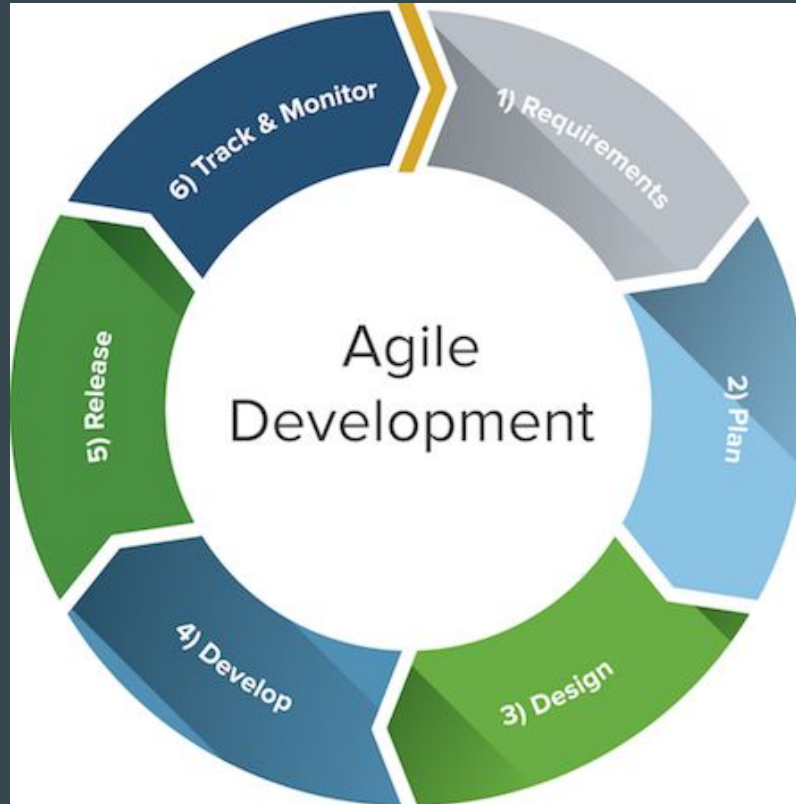 Agile
Development
1) Requirements
2) Plan
3) Design
4) Develop
5) Release
6) Track & Monitor